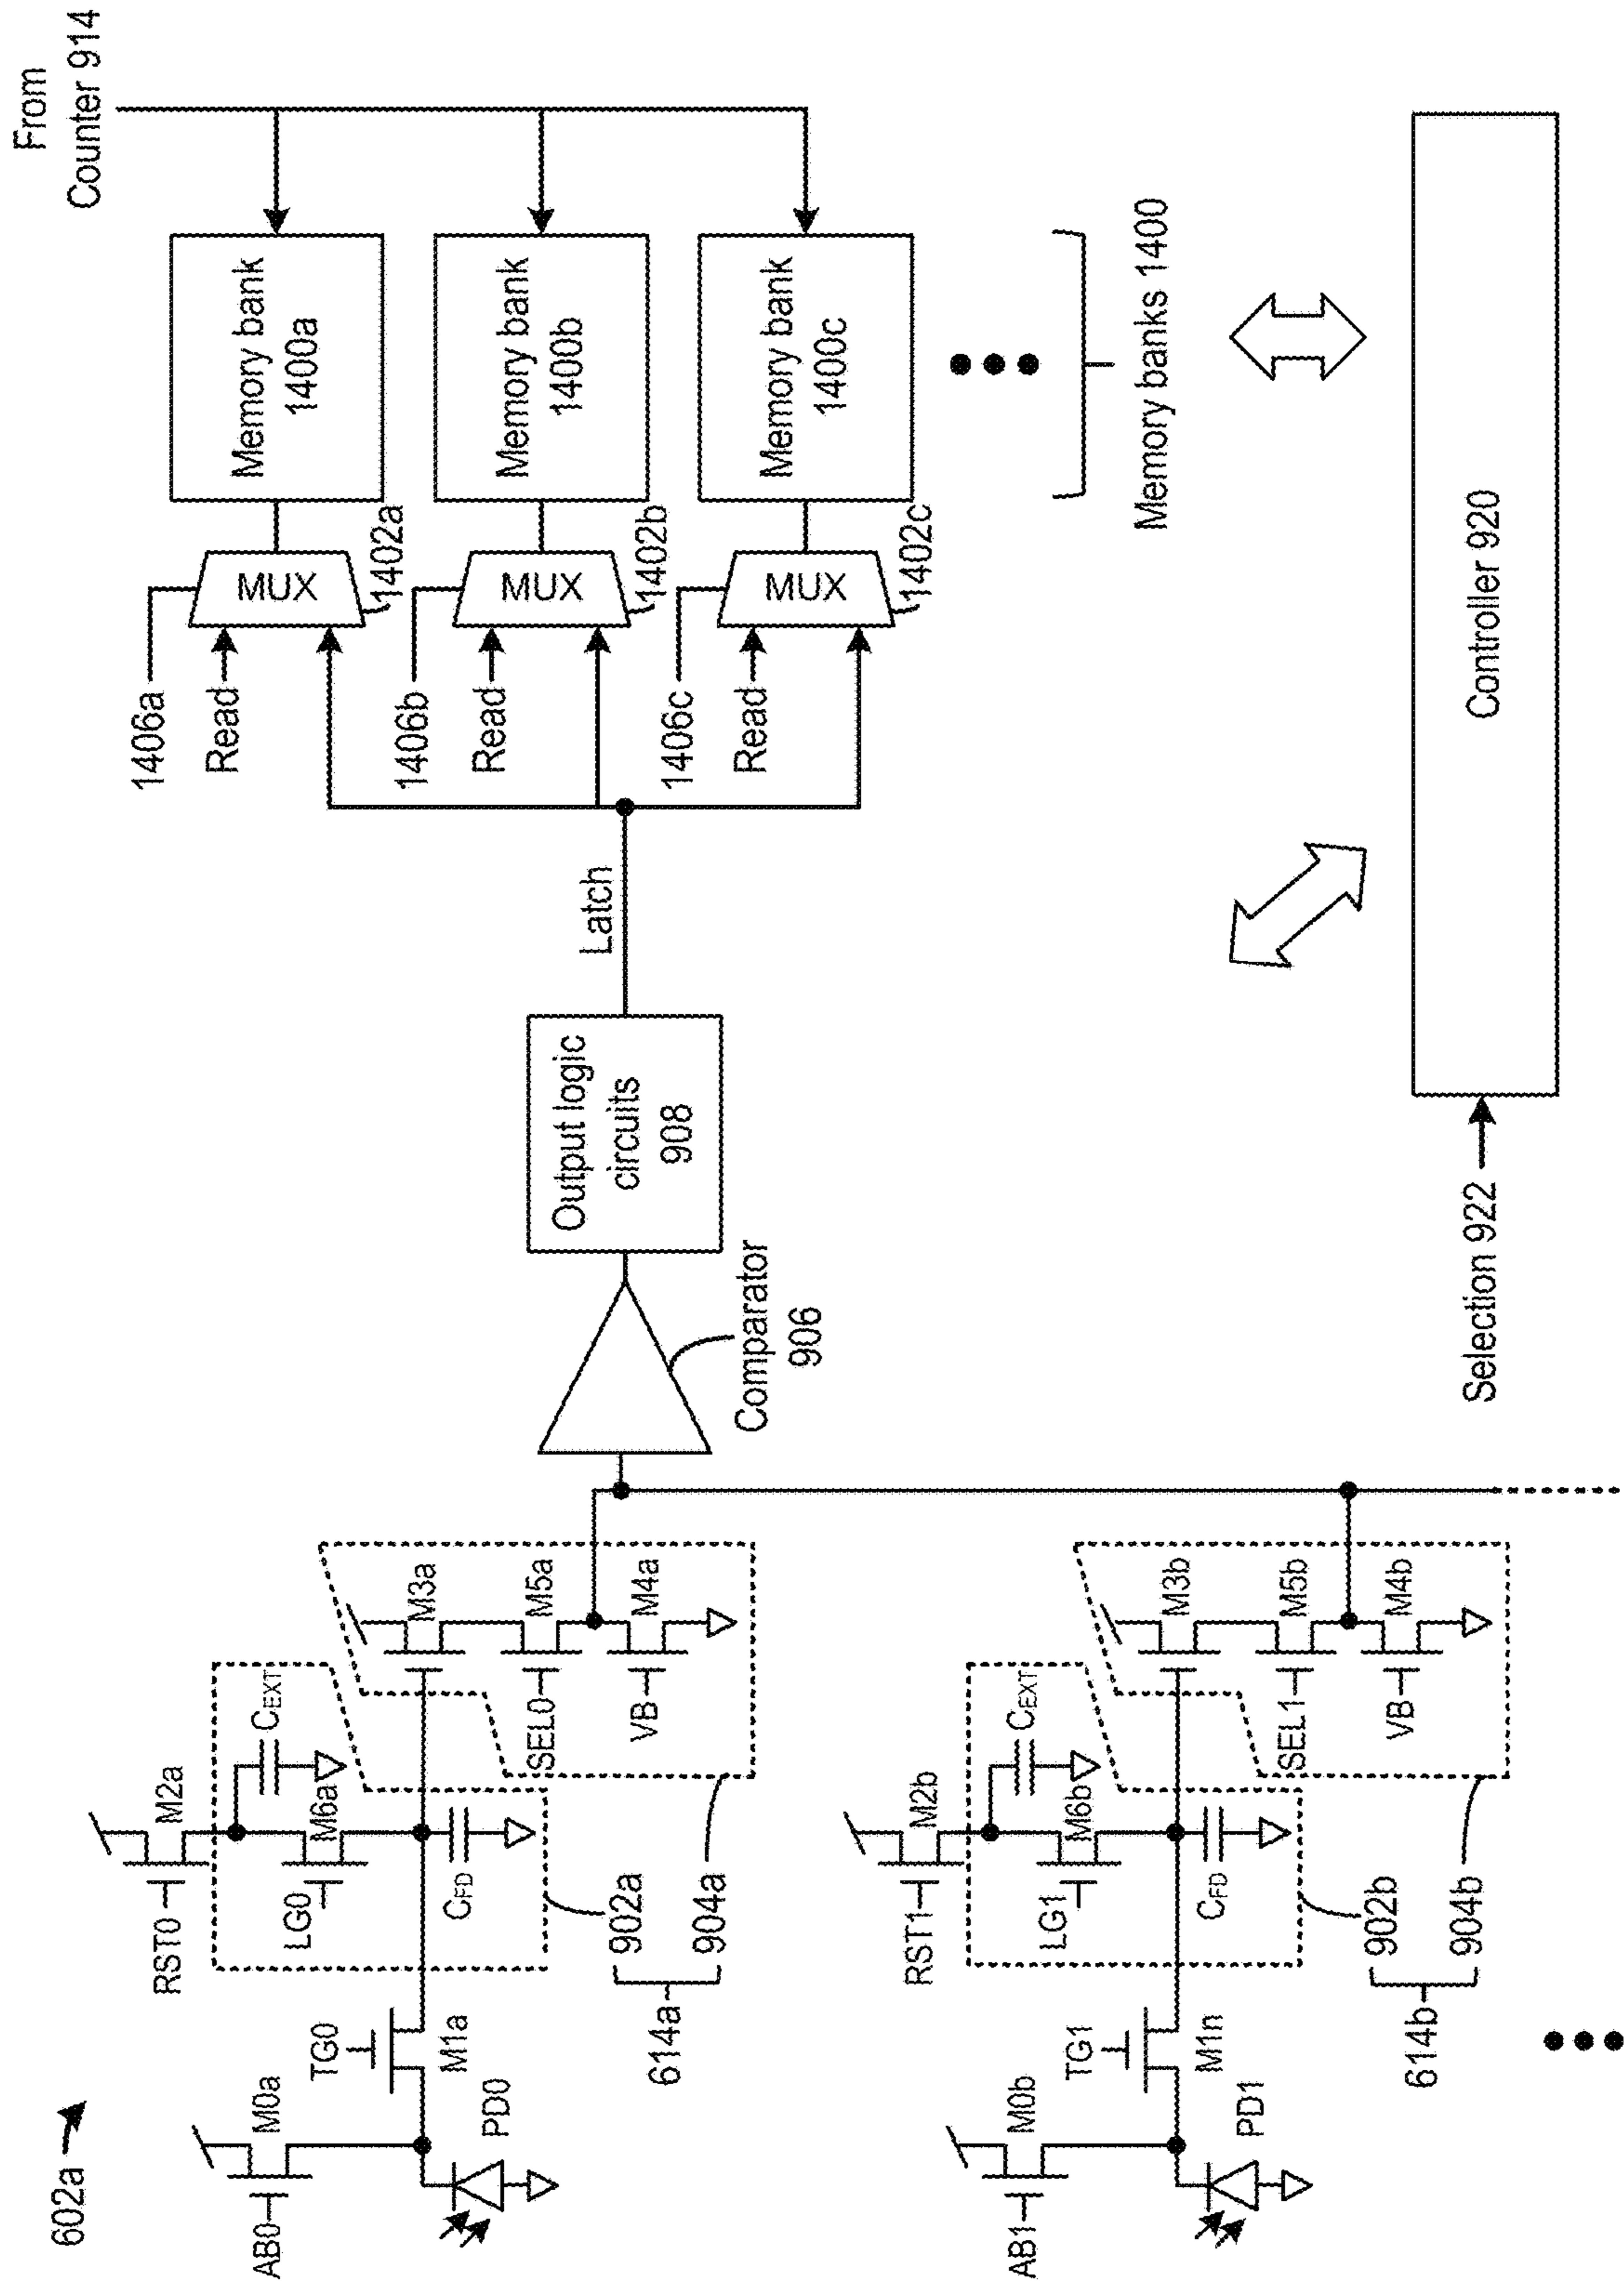 602a
AB0
M0a
PD0
TG0
M1a
RST0
M2a
LG0
M6a
CEXT
CFD
902a
904a
614a
M3a
SEL0
M5a
VB
M4a
AB1
M0b
PD1
TG1
M1n
RST1
M2b
LG1
M6b
CEXT
CFD
902b
904b
614b
M3b
SEL1
M5b
VB
M4b
Comparator
906
Output logic
circuits
908
Latch
1406a
Read
MUX
1402a
Memory bank
1400a
1406b
Read
MUX
1402b
Memory bank
1400b
1406c
Read
MUX
1402c
Memory bank
1400c
From
Counter 914
Memory banks 1400
Selection 922
Controller 920